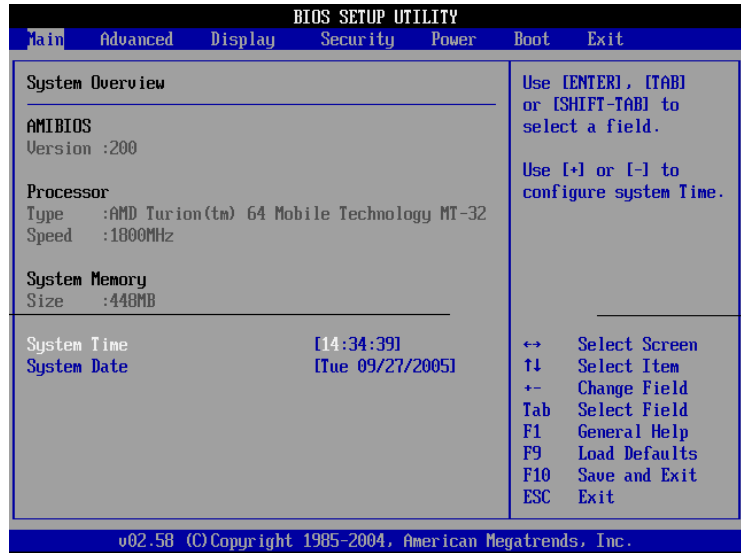 BIOS SETUP UTILITY
Main Advanced Display Security Power Boot Exit
System Overview
AMIBIOS
Version :200
Processor
Type :AMD Turion(tm) 64 Mobile Technology MT-32
Speed :1800MHz
System Memory
Size :448MB
System Time [14:34:39]
System Date [Tue 09/27/2005]
Use [ENTER], [TAB]
or [SHIFT-TAB] to
select a field.
Use [+] or [-] to
configure system Time.
↔ Select Screen
↑↓ Select Item
+- Change Field
Tab Select Field
F1 General Help
F9 Load Defaults
F10 Save and Exit
ESC Exit
v02.58 (C)Copyright 1985-2004, American Megatrends, Inc.